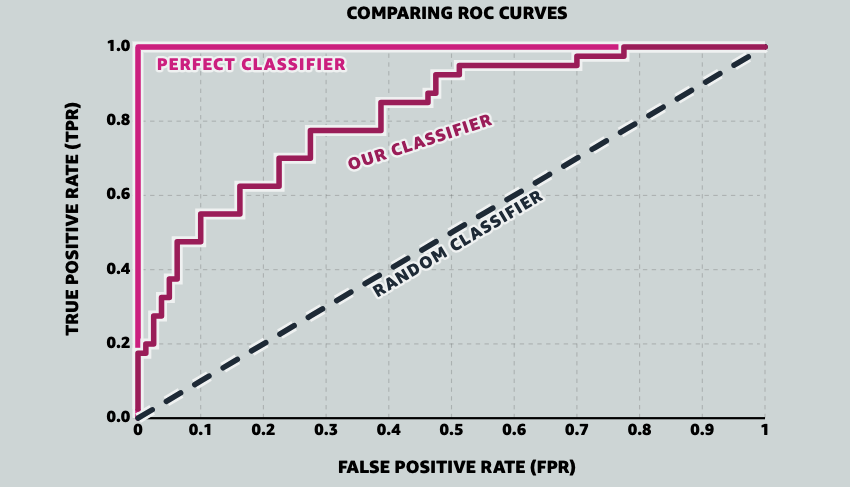 COMPARING ROC CURVES
1.0
PERFECT CLASSIFIER
0.8
OUR CLASSIFIER
0.6
RANDOM CLASSIFIER
0.4
0.2
0.0
TRUE POSITIVE RATE (TPR)
0 0.1 0.2 0.3 0.4 0.5 0.6 0.7 0.8 0.9 1
FALSE POSITIVE RATE (FPR)